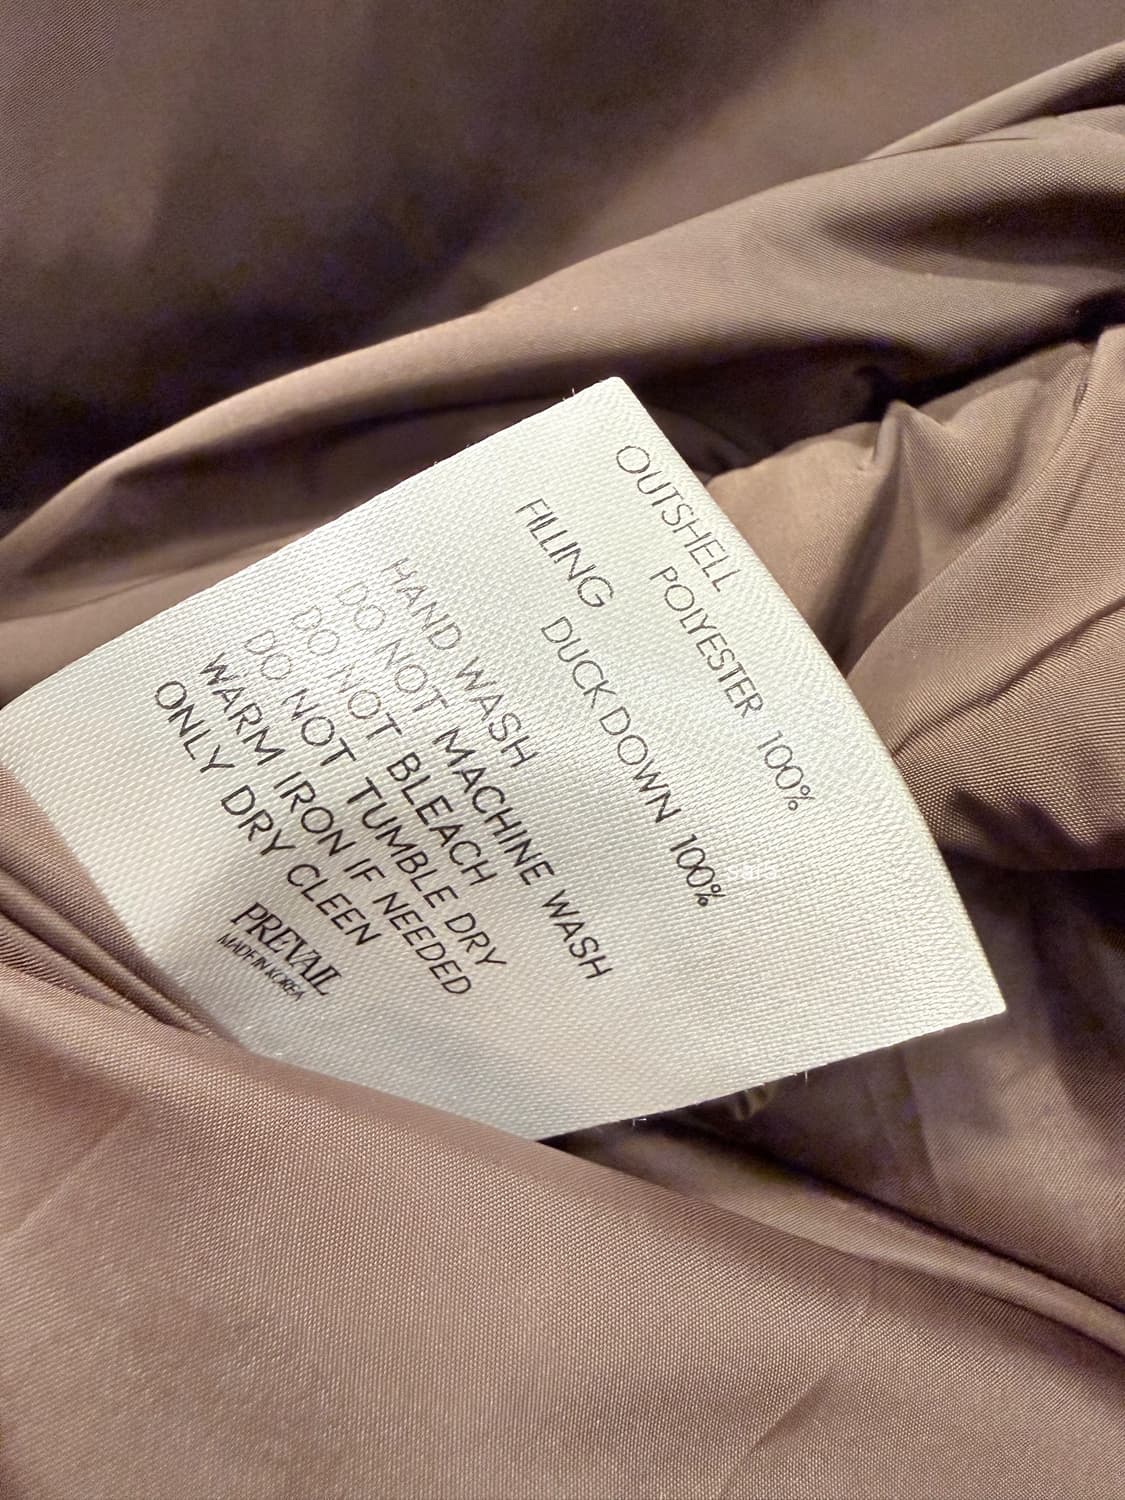 OUTSHELL
POLYESTER 100%
FILLING
DUCK DOWN 100%
HAND WASH
DO NOT MACHINE WASH
DO NOT BLEACH
DO NOT TUMBLE DRY
WARM IRON IF NEEDED
ONLY DRY CLEEN
PREVAIL
MADE IN KOREA
sara